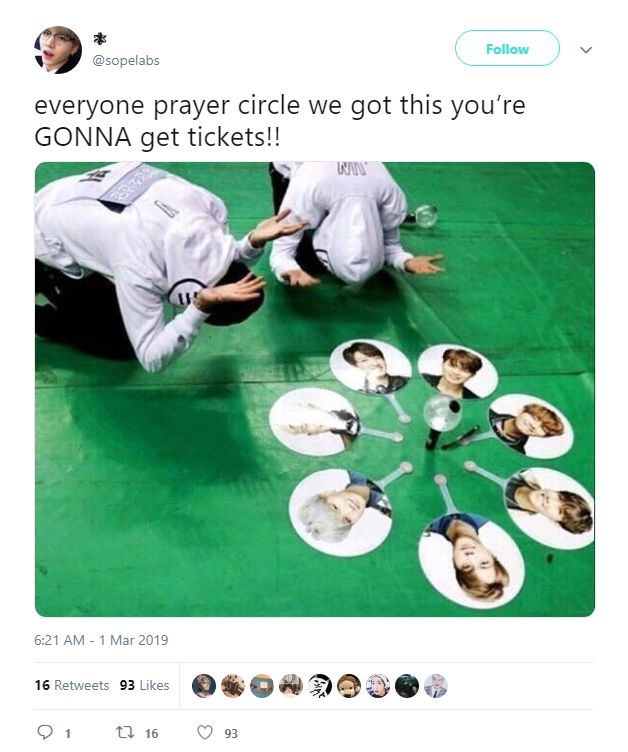 @sopelabs
Follow
everyone prayer circle we got this you’re
GONNA get tickets!!
6:21 AM - 1 Mar 2019
16 Retweets 93 Likes
1 16 93